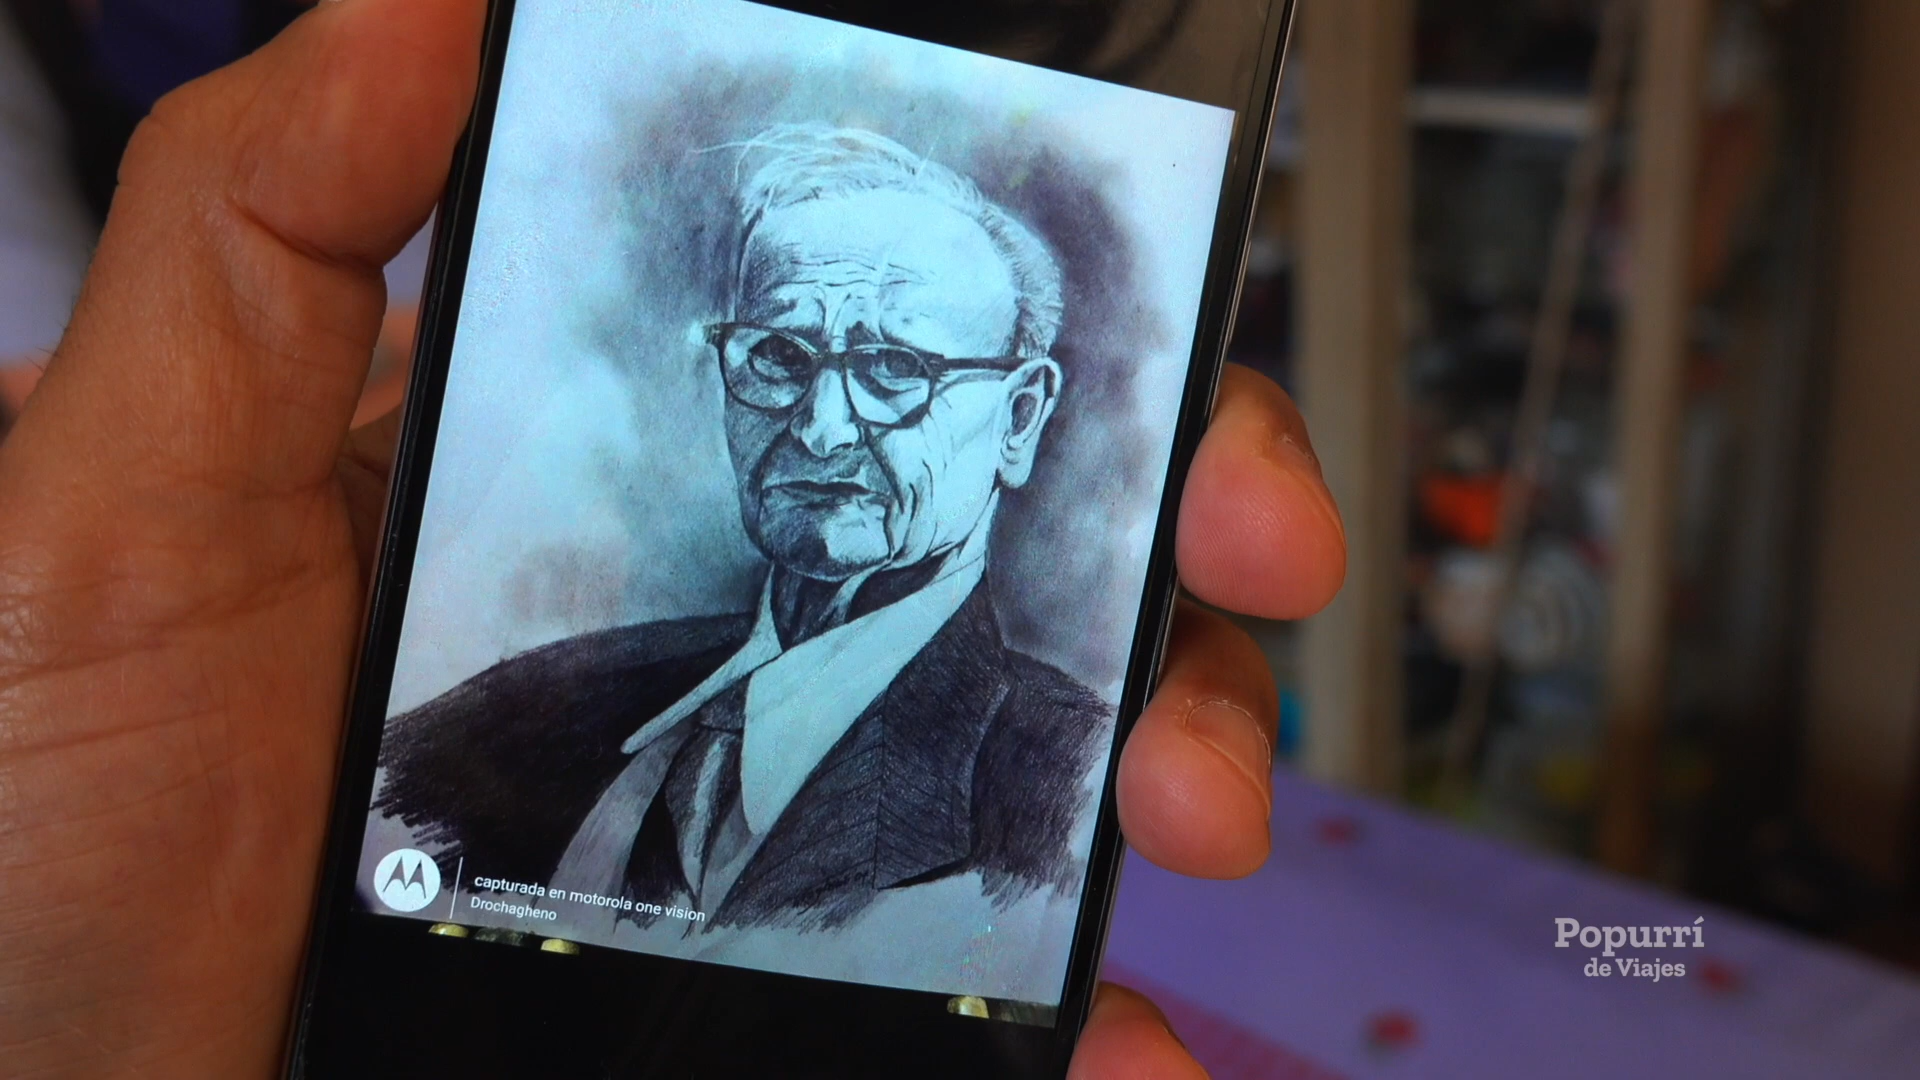 capturada en motorola one vision
Drochagheno
Popurrí
de Viajes